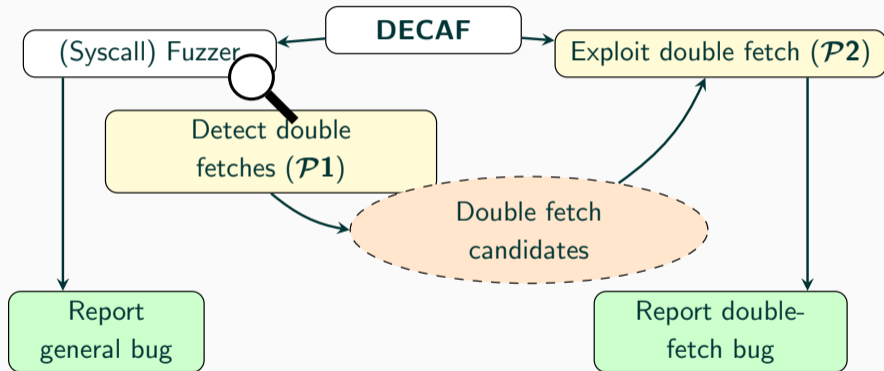 DECAF
(Syscall) Fuzzer
Exploit double fetch (𝒫2)
Detect double
fetches (𝒫1)
Double fetch
candidates
Report
general bug
Report double-
fetch bug